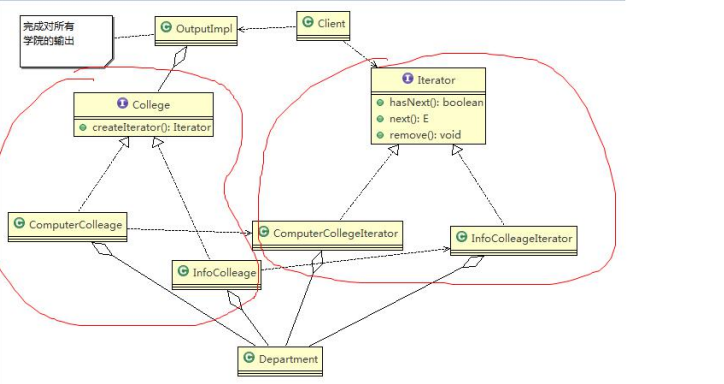 完成对所有
学院的输出
C OutputImpl
C Client
I College
createIterator(): Iterator
I Iterator
hasNext(): boolean
next(): E
remove(): void
C ComputerColleage
C ComputerCollegeIterator
C InfoColleageIterator
C InfoColleage
C Department